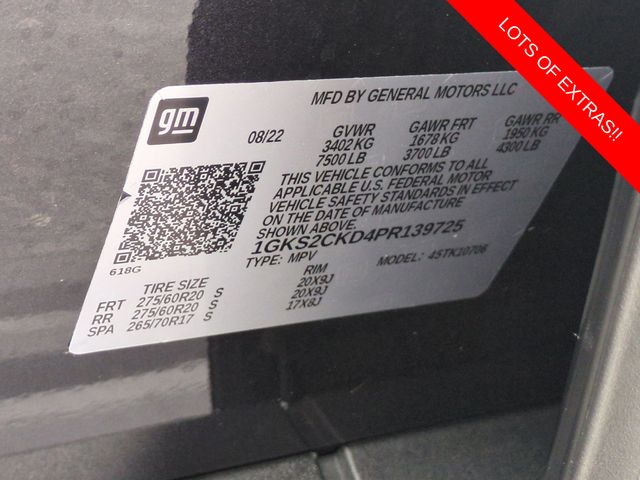 LOTS OF EXTRAS!!
gm
MFD BY GENERAL MOTORS LLC
08/22 GVWR GAWR FRT GAWR RR
3402 KG 1678 KG 1950 KG
7500 LB 3700 LB 4300 LB
THIS VEHICLE CONFORMS TO ALL
APPLICABLE U.S. FEDERAL MOTOR
VEHICLE SAFETY STANDARDS IN EFFECT
ON THE DATE OF MANUFACTURE
SHOWN ABOVE.
1GKS2CKD4PR139725
618G
TYPE: MPV MODEL: 4STK10706
TIRE SIZE RIM
FRT 275/60R20 S 20X9J
RR 275/60R20 S 20X9J
SPA 265/70R17 S 17X8J